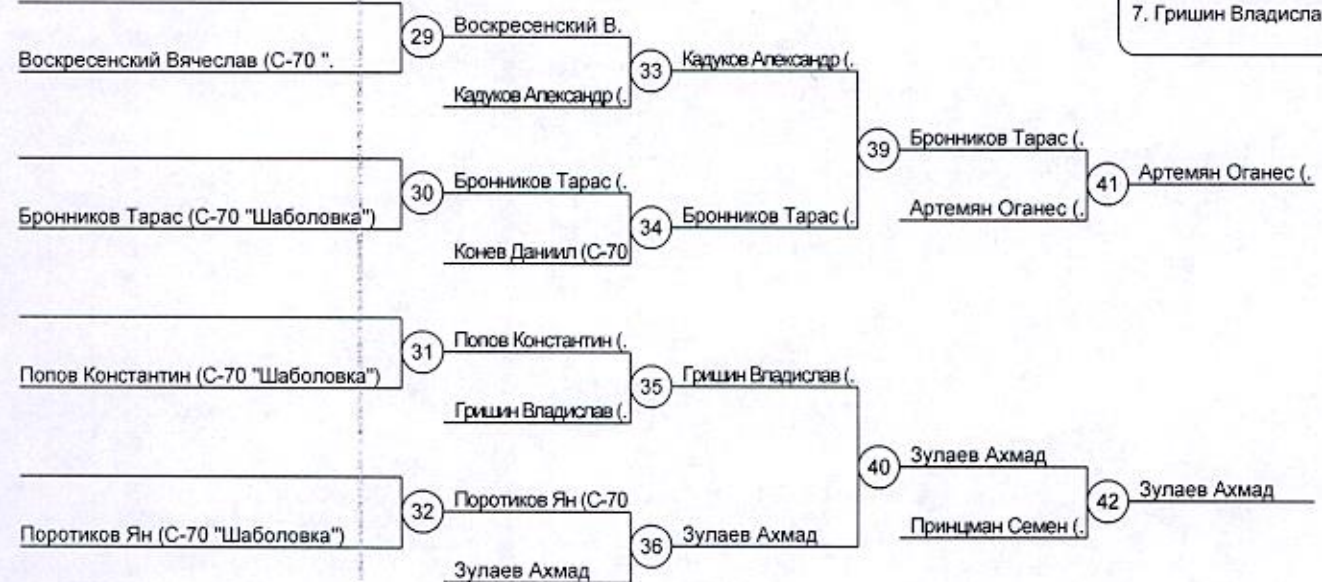 7. Гришин Владисла
29
Воскресенский В.
Воскресенский Вячеслав (С-70 ".
33
Кадуков Александр (.
Кадуков Александр (.
39
Бронников Тарас (.
30
Бронников Тарас (.
41
Артемян Оганес (.
Бронников Тарас (С-70 "Шаболовка")
34
Бронников Тарас (.
Артемян Оганес (.
Конев Даниил (С-70
31
Попов Константин (.
Попов Константин (С-70 "Шаболовка")
35
Гришин Владислав (.
Гришин Владислав (.
40
Зулаев Ахмад
32
Поротиков Ян (С-70
42
Зулаев Ахмад
Поротиков Ян (С-70 "Шаболовка")
36
Зулаев Ахмад
Принцман Семен (.
Зулаев Ахмад